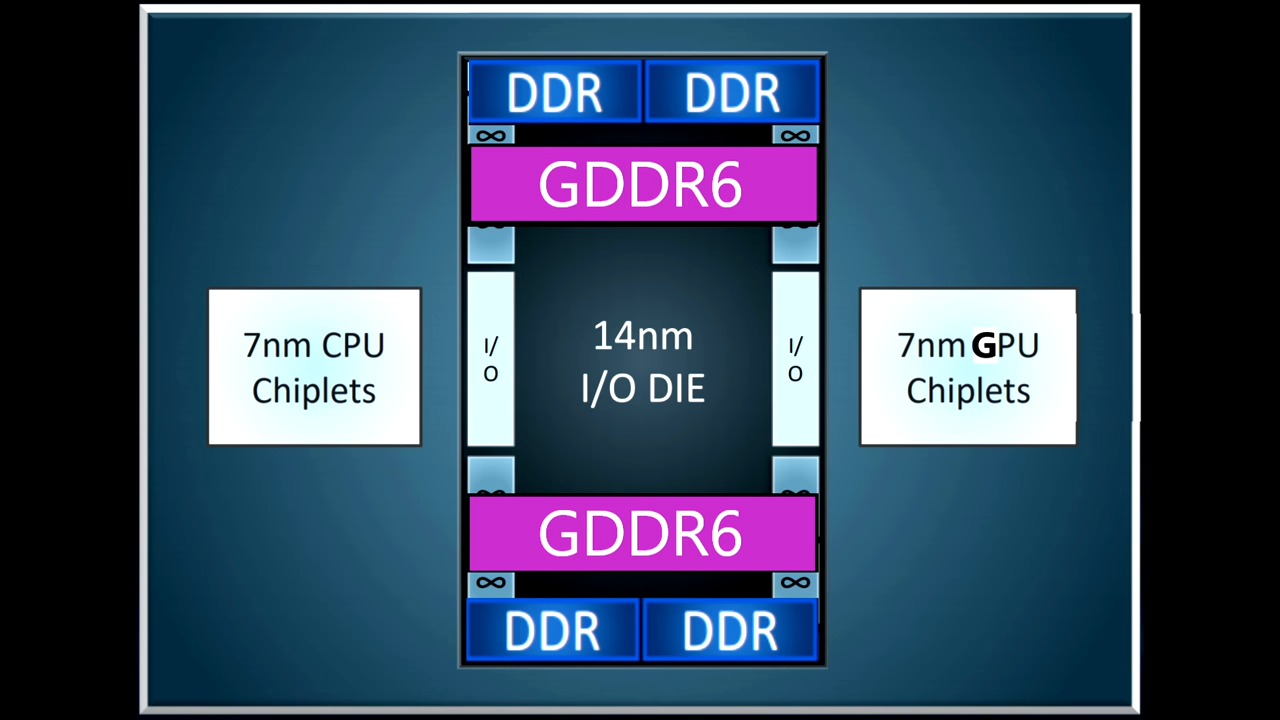 DDR DDR
∞ ∞
GDDR6
7nm CPU
Chiplets
I/
O
14nm
I/O DIE
I/
O
7nm GPU
Chiplets
GDDR6
∞ ∞
DDR DDR